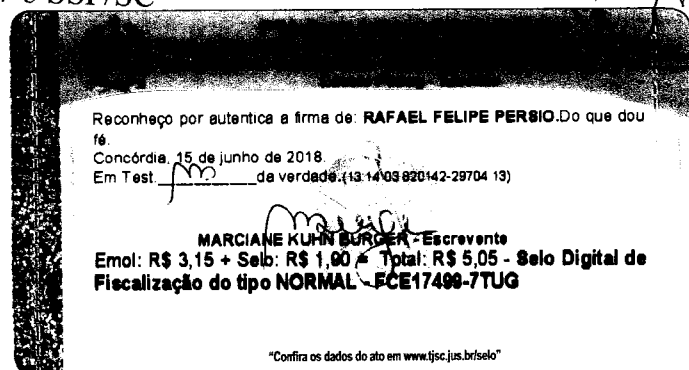 SSP/SC
Reconheço por autentica a firma de: RAFAEL FELIPE PERSIO.Do que dou
fé.
Concórdia, 15 de junho de 2018.
Em Test. da verdade.(13:14:03 820142-29704 13)
MARCIANE KUHN BURGER - Escrevente
Emol: R$ 3,15 + Selo: R$ 1,90 = Total: R$ 5,05 - Selo Digital de
Fiscalização do tipo NORMAL - FCE17499-7TUG
"Confira os dados do ato em www.tjsc.jus.br/selo"